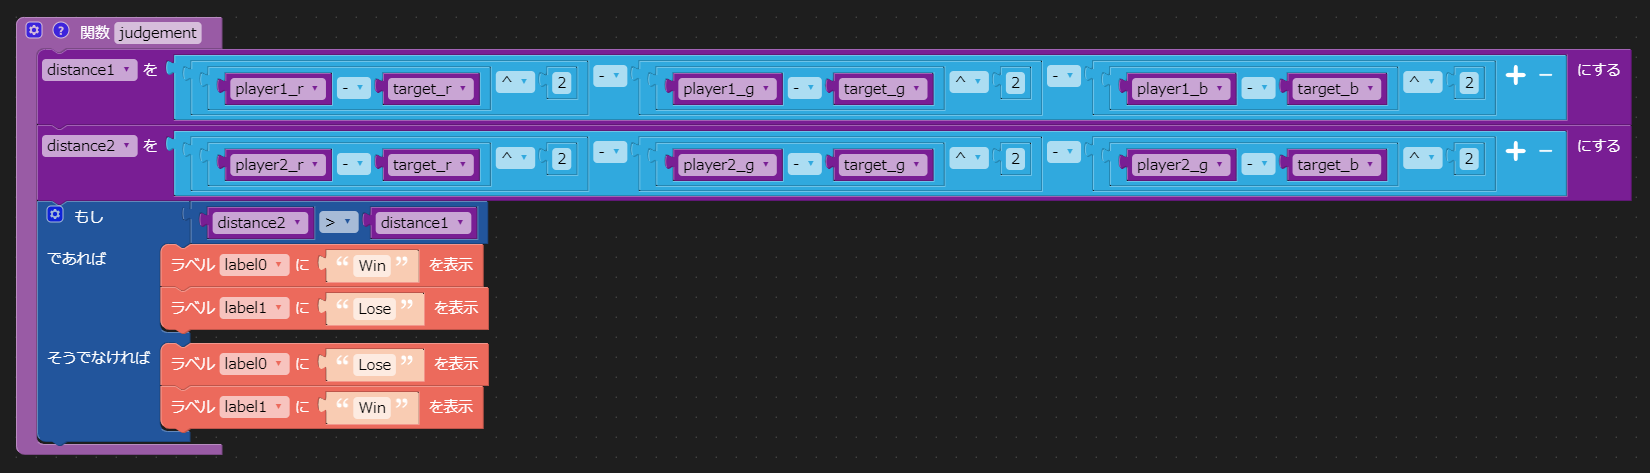 関数 judgement
distance1 を player1_r - target_r ^ 2 - player1_g - target_g ^ 2 - player1_b - target_b ^ 2 + − にする
distance2 を player2_r - target_r ^ 2 - player2_g - target_g ^ 2 - player2_g - target_b ^ 2 + − にする
もし distance2 > distance1
であれば ラベル label0 に “ Win ” を表示
ラベル label1 に “ Lose ” を表示
そうでなければ ラベル label0 に “ Lose ” を表示
ラベル label1 に “ Win ” を表示